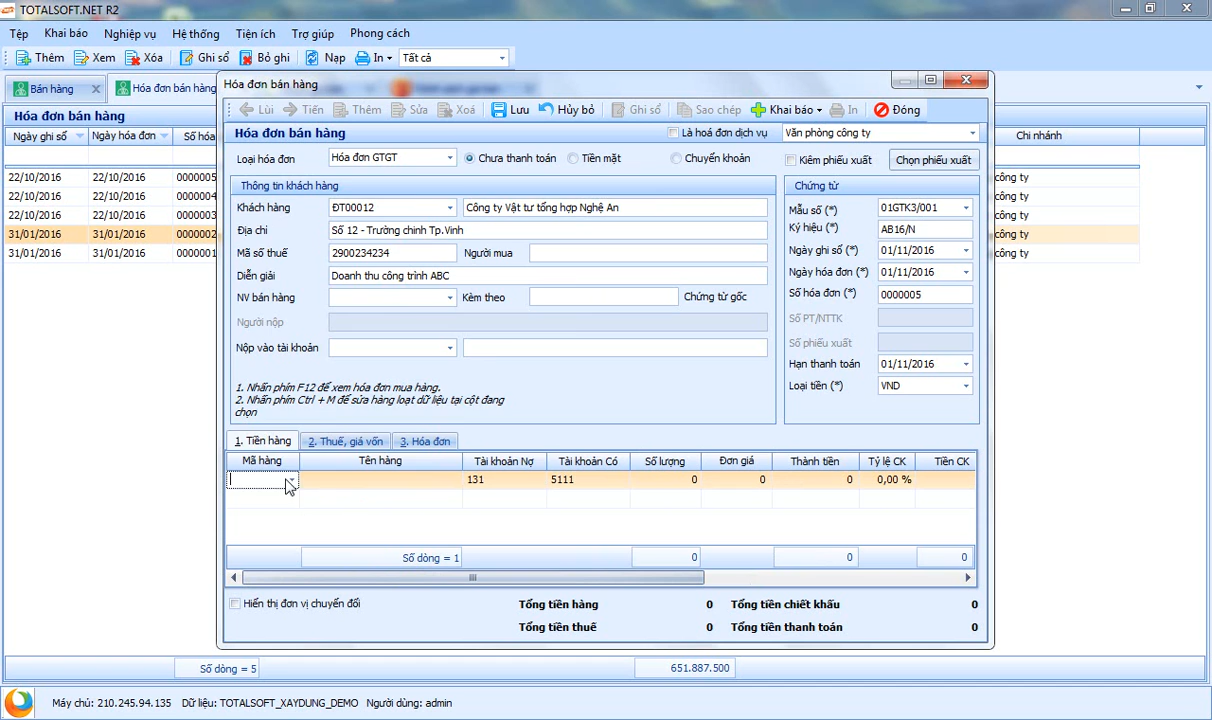 TOTALSOFT.NET R2
Tệp Khai báo Nghiệp vụ Hệ thống Tiện ích Trợ giúp Phong cách
Thêm Xem Xóa Ghi sổ Bỏ ghi Nạp In Tất cả
Bán hàng Hóa đơn bán hàng
Hóa đơn bán hàng
Ngày ghi sổ Ngày hóa đơn Số hóa Chi nhánh
22/10/2016 22/10/2016 0000005 công ty
22/10/2016 22/10/2016 0000004 công ty
22/10/2016 22/10/2016 0000003 công ty
31/01/2016 31/01/2016 0000002 công ty
31/01/2016 31/01/2016 0000001 công ty
Hóa đơn bán hàng
Lùi Tiến Thêm Sửa Xoá Lưu Hủy bỏ Ghi sổ Sao chép Khai báo In Đóng
Hóa đơn bán hàng Là hoá đơn dịch vụ Văn phòng công ty
Loại hóa đơn Hóa đơn GTGT Chưa thanh toán Tiền mặt Chuyển khoản Kiêm phiếu xuất Chọn phiếu xuất
Thông tin khách hàng
Khách hàng ĐT00012 Công ty Vật tư tổng hợp Nghệ An
Địa chỉ Số 12 - Trường chinh Tp.Vinh
Mã số thuế 2900234234 Người mua
Diễn giải Doanh thu công trình ABC
NV bán hàng Kèm theo Chứng từ gốc
Người nộp
Nộp vào tài khoản
1. Nhấn phím F12 để xem hóa đơn mua hàng.
2. Nhấn phím Ctrl + M để sửa hàng loạt dữ liệu tại cột đang
chọn
Chứng từ
Mẫu số (*) 01GTK3/001
Ký hiệu (*) AB16/N
Ngày ghi sổ (*) 01/11/2016
Ngày hóa đơn (*) 01/11/2016
Số hóa đơn (*) 0000005
Số PT/NTTK
Số phiếu xuất
Hạn thanh toán 01/11/2016
Loại tiền (*) VND
1. Tiền hàng 2. Thuế, giá vốn 3. Hóa đơn
Mã hàng Tên hàng Tài khoản Nợ Tài khoản Có Số lượng Đơn giá Thành tiền Tỷ lệ CK Tiền CK
131 5111 0 0 0 0,00 %
Số dòng = 1 0 0 0
Hiển thị đơn vị chuyển đổi
Tổng tiền hàng 0 Tổng tiền chiết khấu 0
Tổng tiền thuế 0 Tổng tiền thanh toán 0
Số dòng = 5 651.887.500
Máy chủ: 210.245.94.135 Dữ liệu: TOTALSOFT_XAYDUNG_DEMO Người dùng: admin